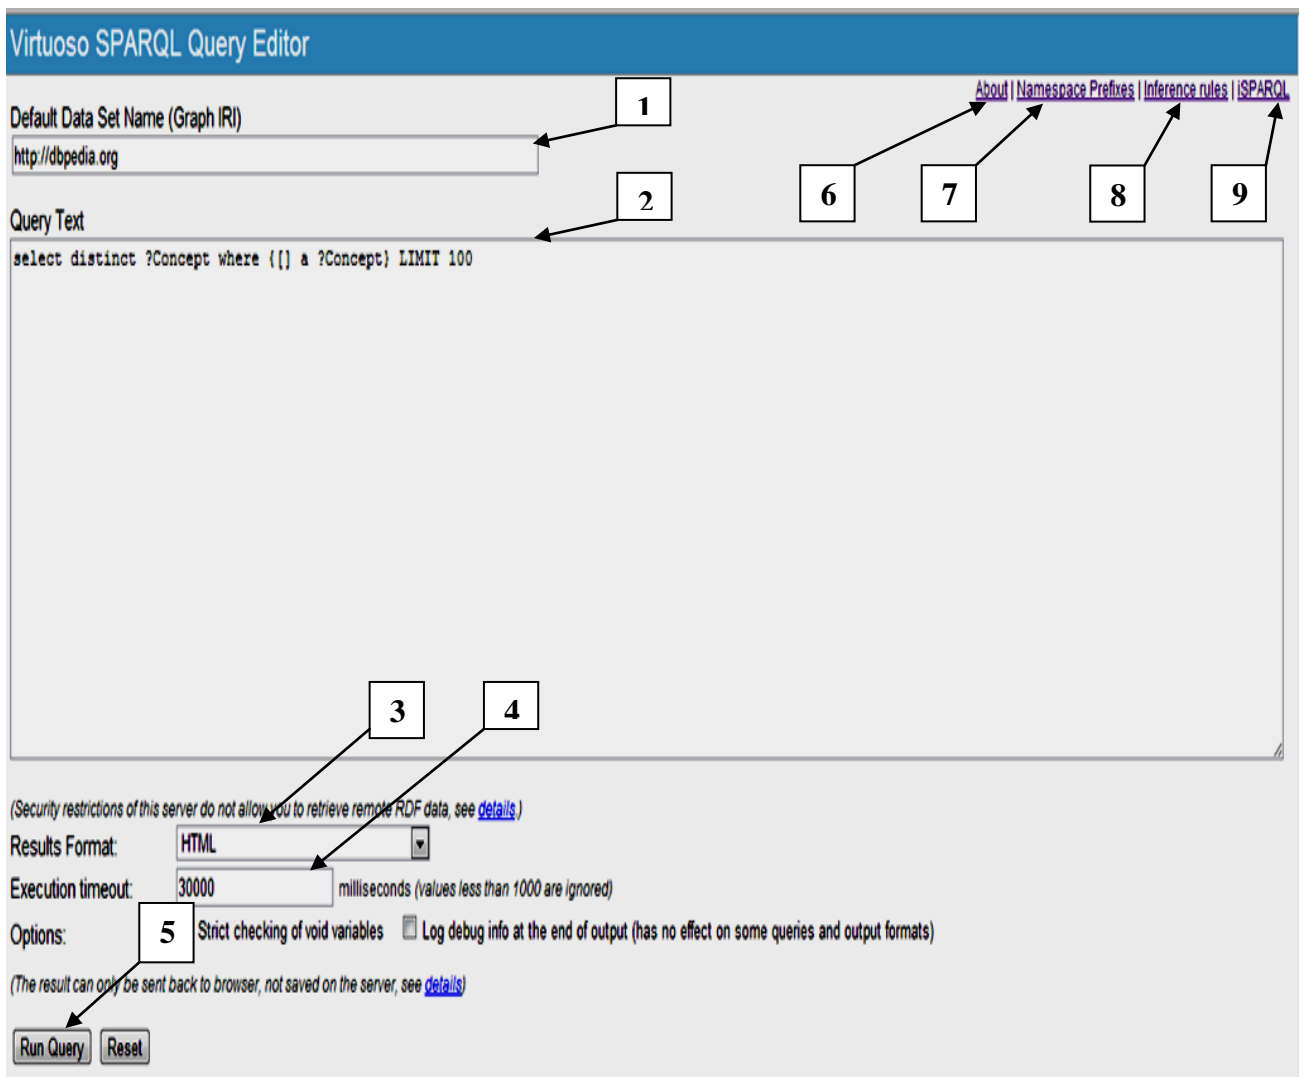 Virtuoso SPARQL Query Editor
About | Namespace Prefixes | Inference rules | iSPARQL
1
Default Data Set Name (Graph IRI)
http://dbpedia.org
6 7 8 9
2
Query Text
select distinct ?Concept where {[] a ?Concept} LIMIT 100
3 4
(Security restrictions of this server do not allow you to retrieve remote RDF data, see details.)
Results Format: HTML
Execution timeout: 30000 milliseconds (values less than 1000 are ignored)
Options: 5 Strict checking of void variables Log debug info at the end of output (has no effect on some queries and output formats)
(The result can only be sent back to browser, not saved on the server, see details)
Run Query Reset